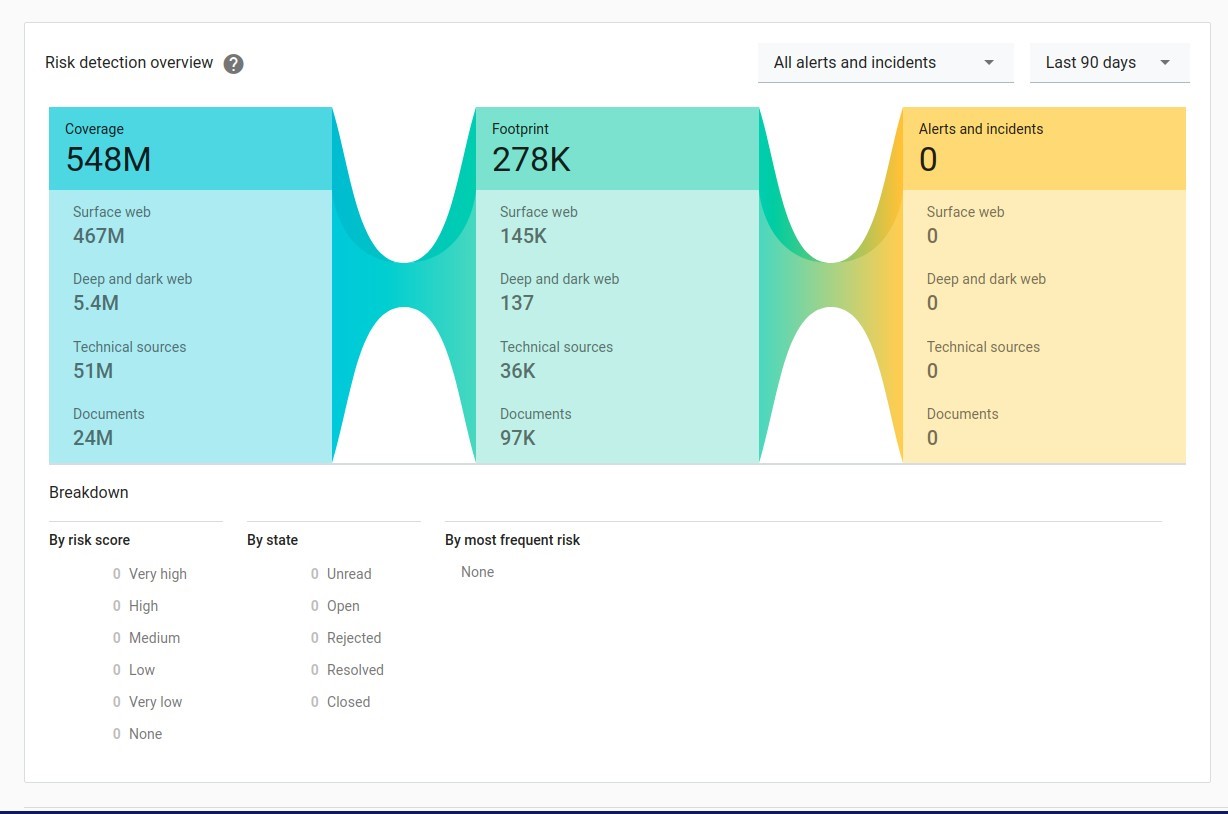 Risk detection overview ?
All alerts and incidents
Last 90 days
Coverage
548M
Surface web
467M
Deep and dark web
5.4M
Technical sources
51M
Documents
24M
Footprint
278K
Surface web
145K
Deep and dark web
137
Technical sources
36K
Documents
97K
Alerts and incidents
0
Surface web
0
Deep and dark web
0
Technical sources
0
Documents
0
Breakdown
By risk score
0 Very high
0 High
0 Medium
0 Low
0 Very low
0 None
By state
0 Unread
0 Open
0 Rejected
0 Resolved
0 Closed
By most frequent risk
None